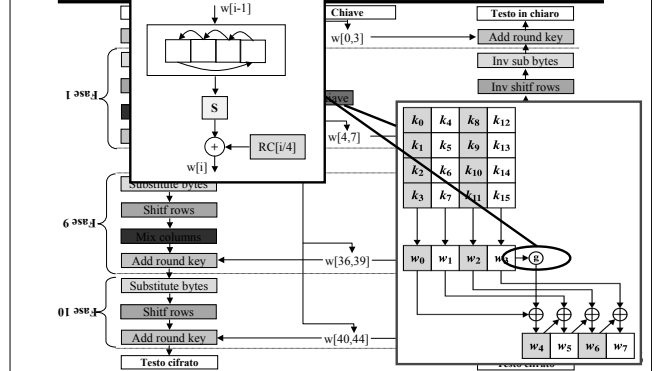 w[i-1]
S
+
RC[i/4]
w[i]
Chiave
w[0,3]
w[4,7]
w[36,39]
w[40,44]
Testo in chiaro
Add round key
Inv sub bytes
Inv shitf rows
Fase 1
Substitute bytes
Shitf rows
Mix columns
Add round key
Fase 9
Substitute bytes
Shitf rows
Add round key
Fase 10
Testo cifrato
k0 k4 k8 k12
k1 k5 k9 k13
k2 k6 k10 k14
k3 k7 k11 k15
w0 w1 w2 w3 g
w4 w5 w6 w7
Testo cifrato